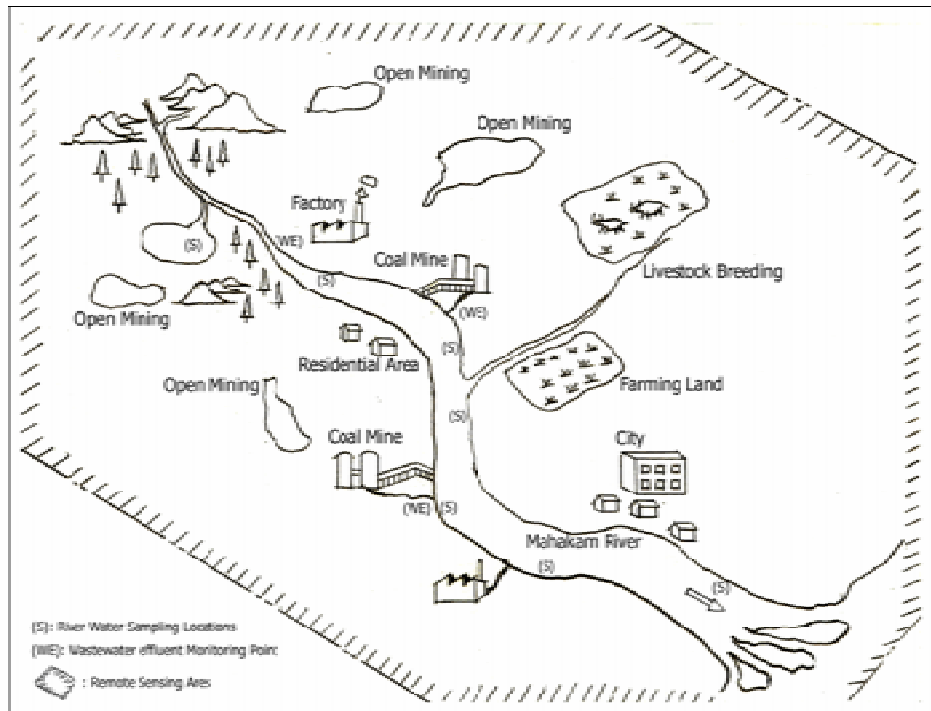 Open Mining
Open Mining
Factory
(WE)
(S)
Coal Mine
Livestock Breeding
(S)
Open Mining
(WE)
(S)
Residential Area
Open Mining
Farming Land
(S)
Coal Mine
City
(WE)
(S)
Mahakam River
(S)
(S)
(S): River Water Sampling Locations
(WE): Wastewater effluent Monitoring Point
: Remote Sensing Area